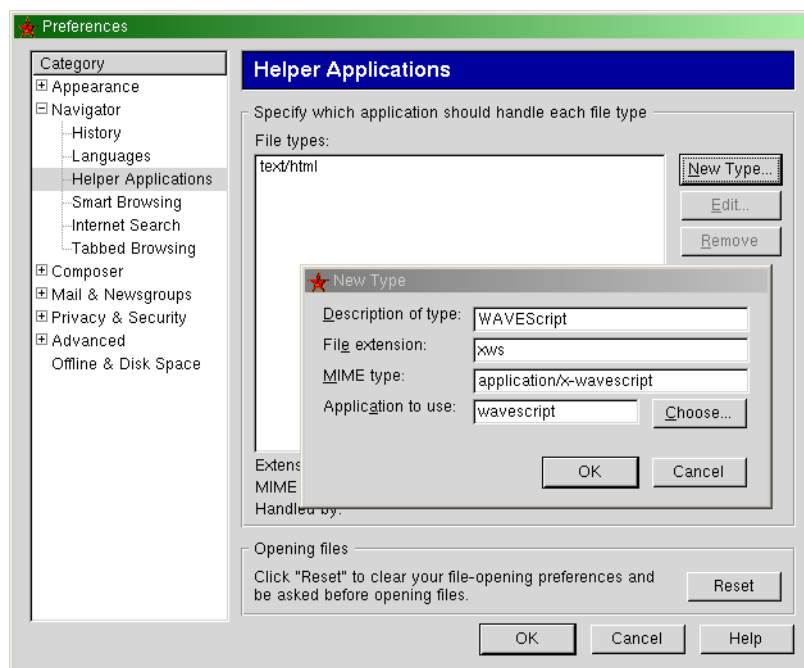 Preferences
Category
Appearance
Navigator
History
Languages
Helper Applications
Smart Browsing
Internet Search
Tabbed Browsing
Composer
Mail & Newsgroups
Privacy & Security
Advanced
Offline & Disk Space
Helper Applications
Specify which application should handle each file type
File types:
text/html
New Type...
Edit...
Remove
New Type
Description of type: WAVEScript
File extension: xws
MIME type: application/x-wavescript
Application to use: wavescript Choose...
OK Cancel
MIME
Handled by:
Opening files
Click "Reset" to clear your file-opening preferences and
be asked before opening files.
Reset
OK Cancel Help